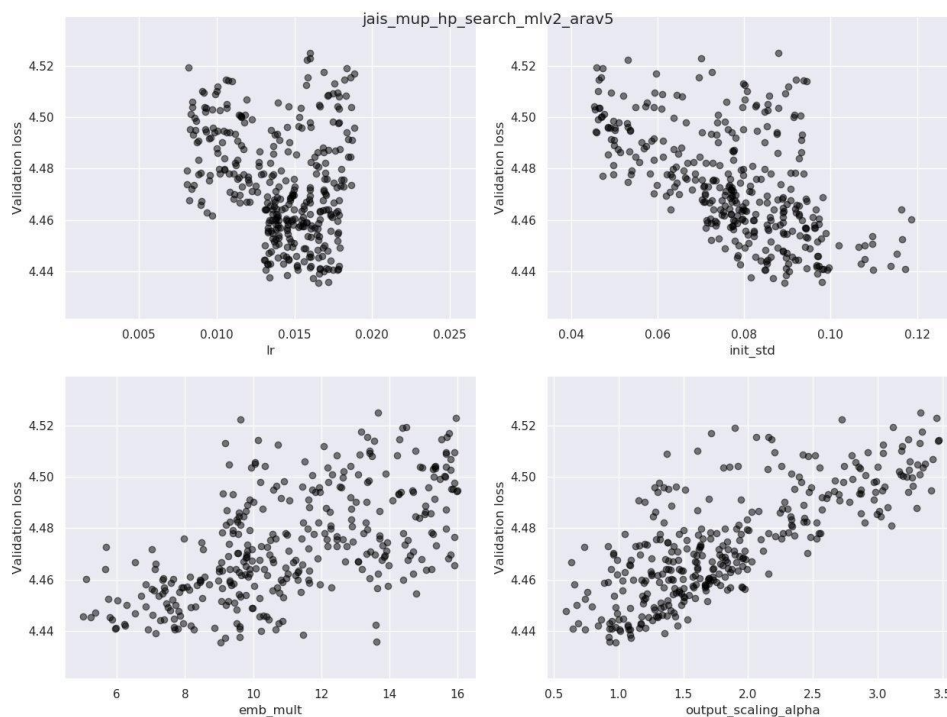 jais_mup_hp_search_mlv2_arav5
4.52
4.50
4.48
4.46
4.44
Validation loss
0.005 0.010 0.015 0.020 0.025
lr
4.52
4.50
4.48
4.46
4.44
Validation loss
0.04 0.06 0.08 0.10 0.12
init_std
4.52
4.50
4.48
4.46
4.44
Validation loss
6 8 10 12 14 16
emb_mult
4.52
4.50
4.48
4.46
4.44
Validation loss
0.5 1.0 1.5 2.0 2.5 3.0 3.5
output_scaling_alpha